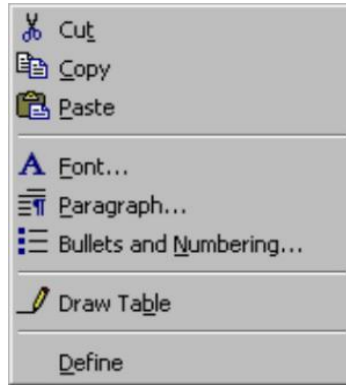 Cut
Copy
Paste
Font...
Paragraph...
Bullets and Numbering...
Draw Table
Define